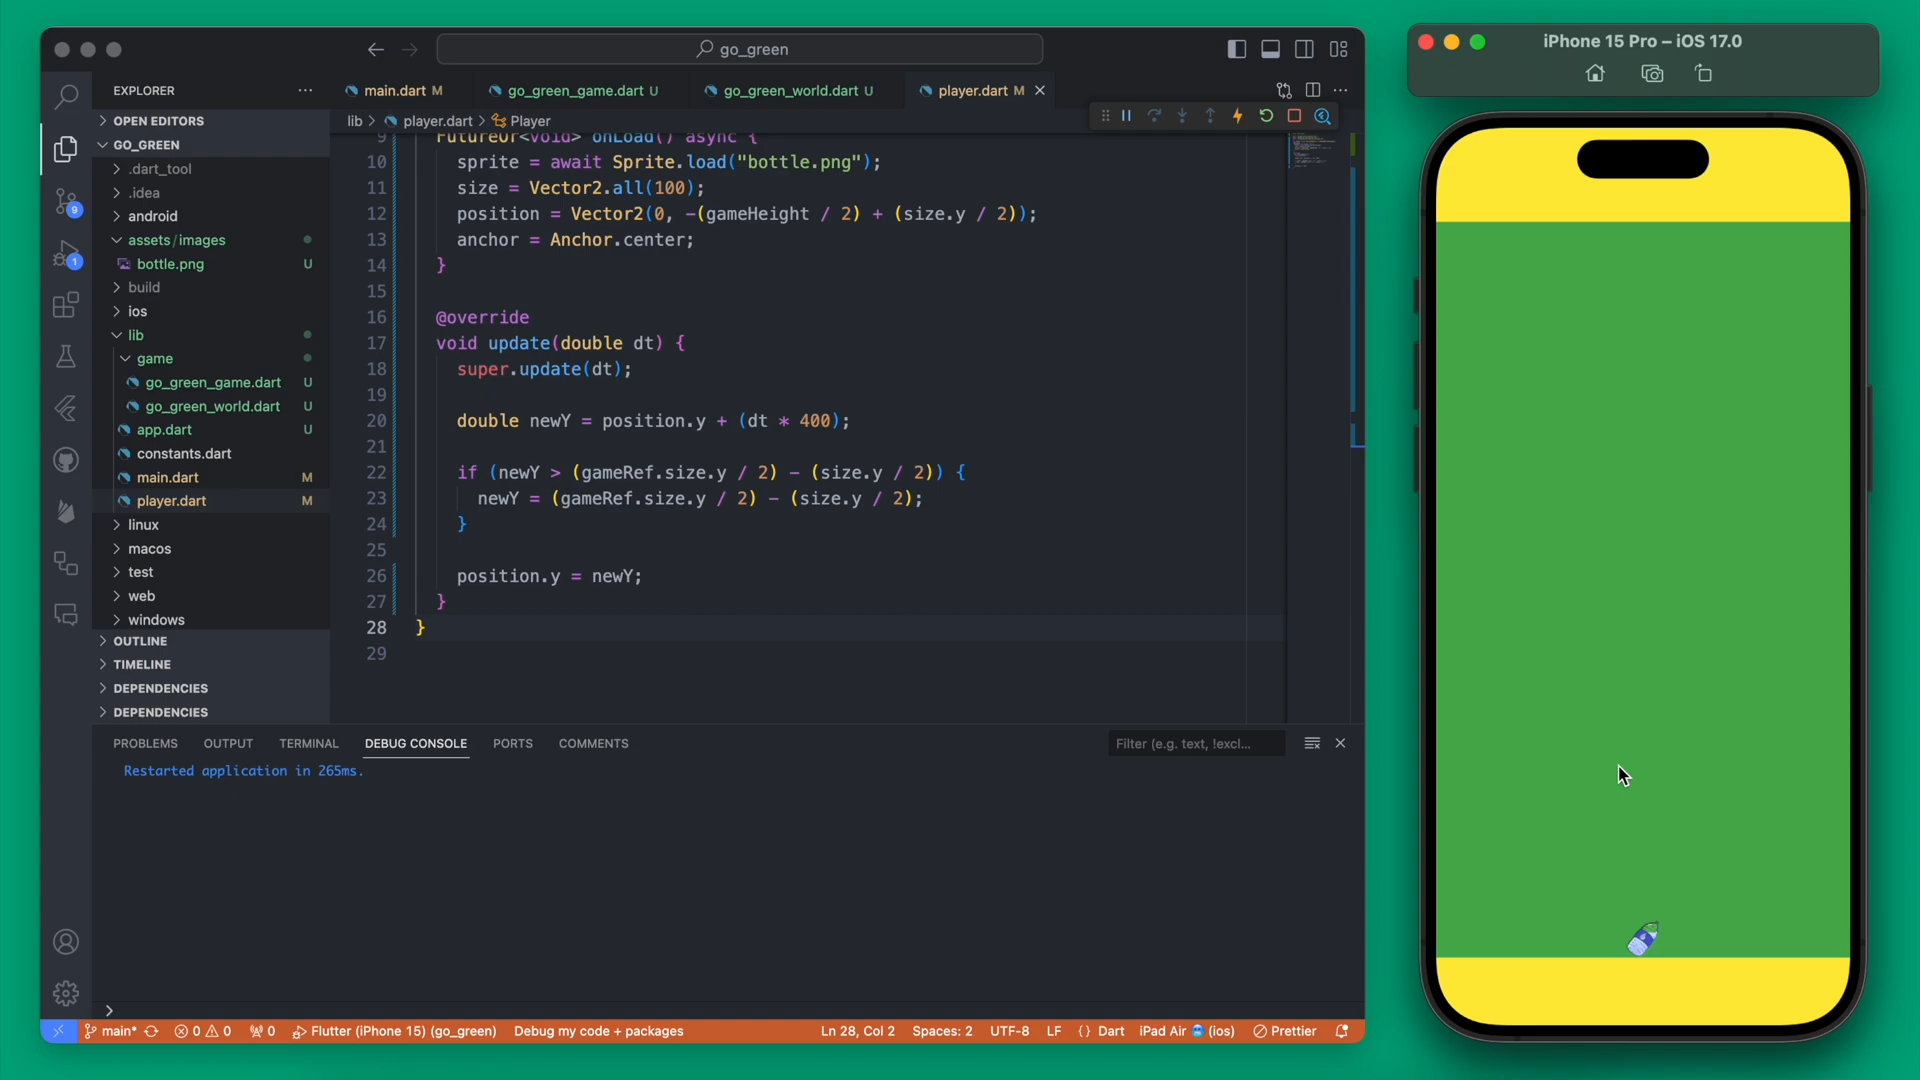 go_green
EXPLORER
OPEN EDITORS
GO_GREEN
.dart_tool
.idea
android
assets/images
bottle.png U
build
ios
lib
game
go_green_game.dart U
go_green_world.dart U
app.dart U
constants.dart
main.dart M
player.dart M
linux
macos
test
web
windows
OUTLINE
TIMELINE
DEPENDENCIES
DEPENDENCIES
9
1
main.dart M go_green_game.dart U go_green_world.dart U player.dart M
lib > player.dart > Player
9 FutureOr<void> onLoad() async {
10 sprite = await Sprite.load("bottle.png");
11 size = Vector2.all(100);
12 position = Vector2(0, -(gameHeight / 2) + (size.y / 2));
13 anchor = Anchor.center;
14 }
15
16 @override
17 void update(double dt) {
18 super.update(dt);
19
20 double newY = position.y + (dt * 400);
21
22 if (newY > (gameRef.size.y / 2) - (size.y / 2)) {
23 newY = (gameRef.size.y / 2) - (size.y / 2);
24 }
25
26 position.y = newY;
27 }
28 }
29
PROBLEMS OUTPUT TERMINAL DEBUG CONSOLE PORTS COMMENTS Filter (e.g. text, !excl...
Restarted application in 265ms.
main* 0 0 0 Flutter (iPhone 15) (go_green) Debug my code + packages Ln 28, Col 2 Spaces: 2 UTF-8 LF {} Dart iPad Air (ios) Prettier
iPhone 15 Pro – iOS 17.0